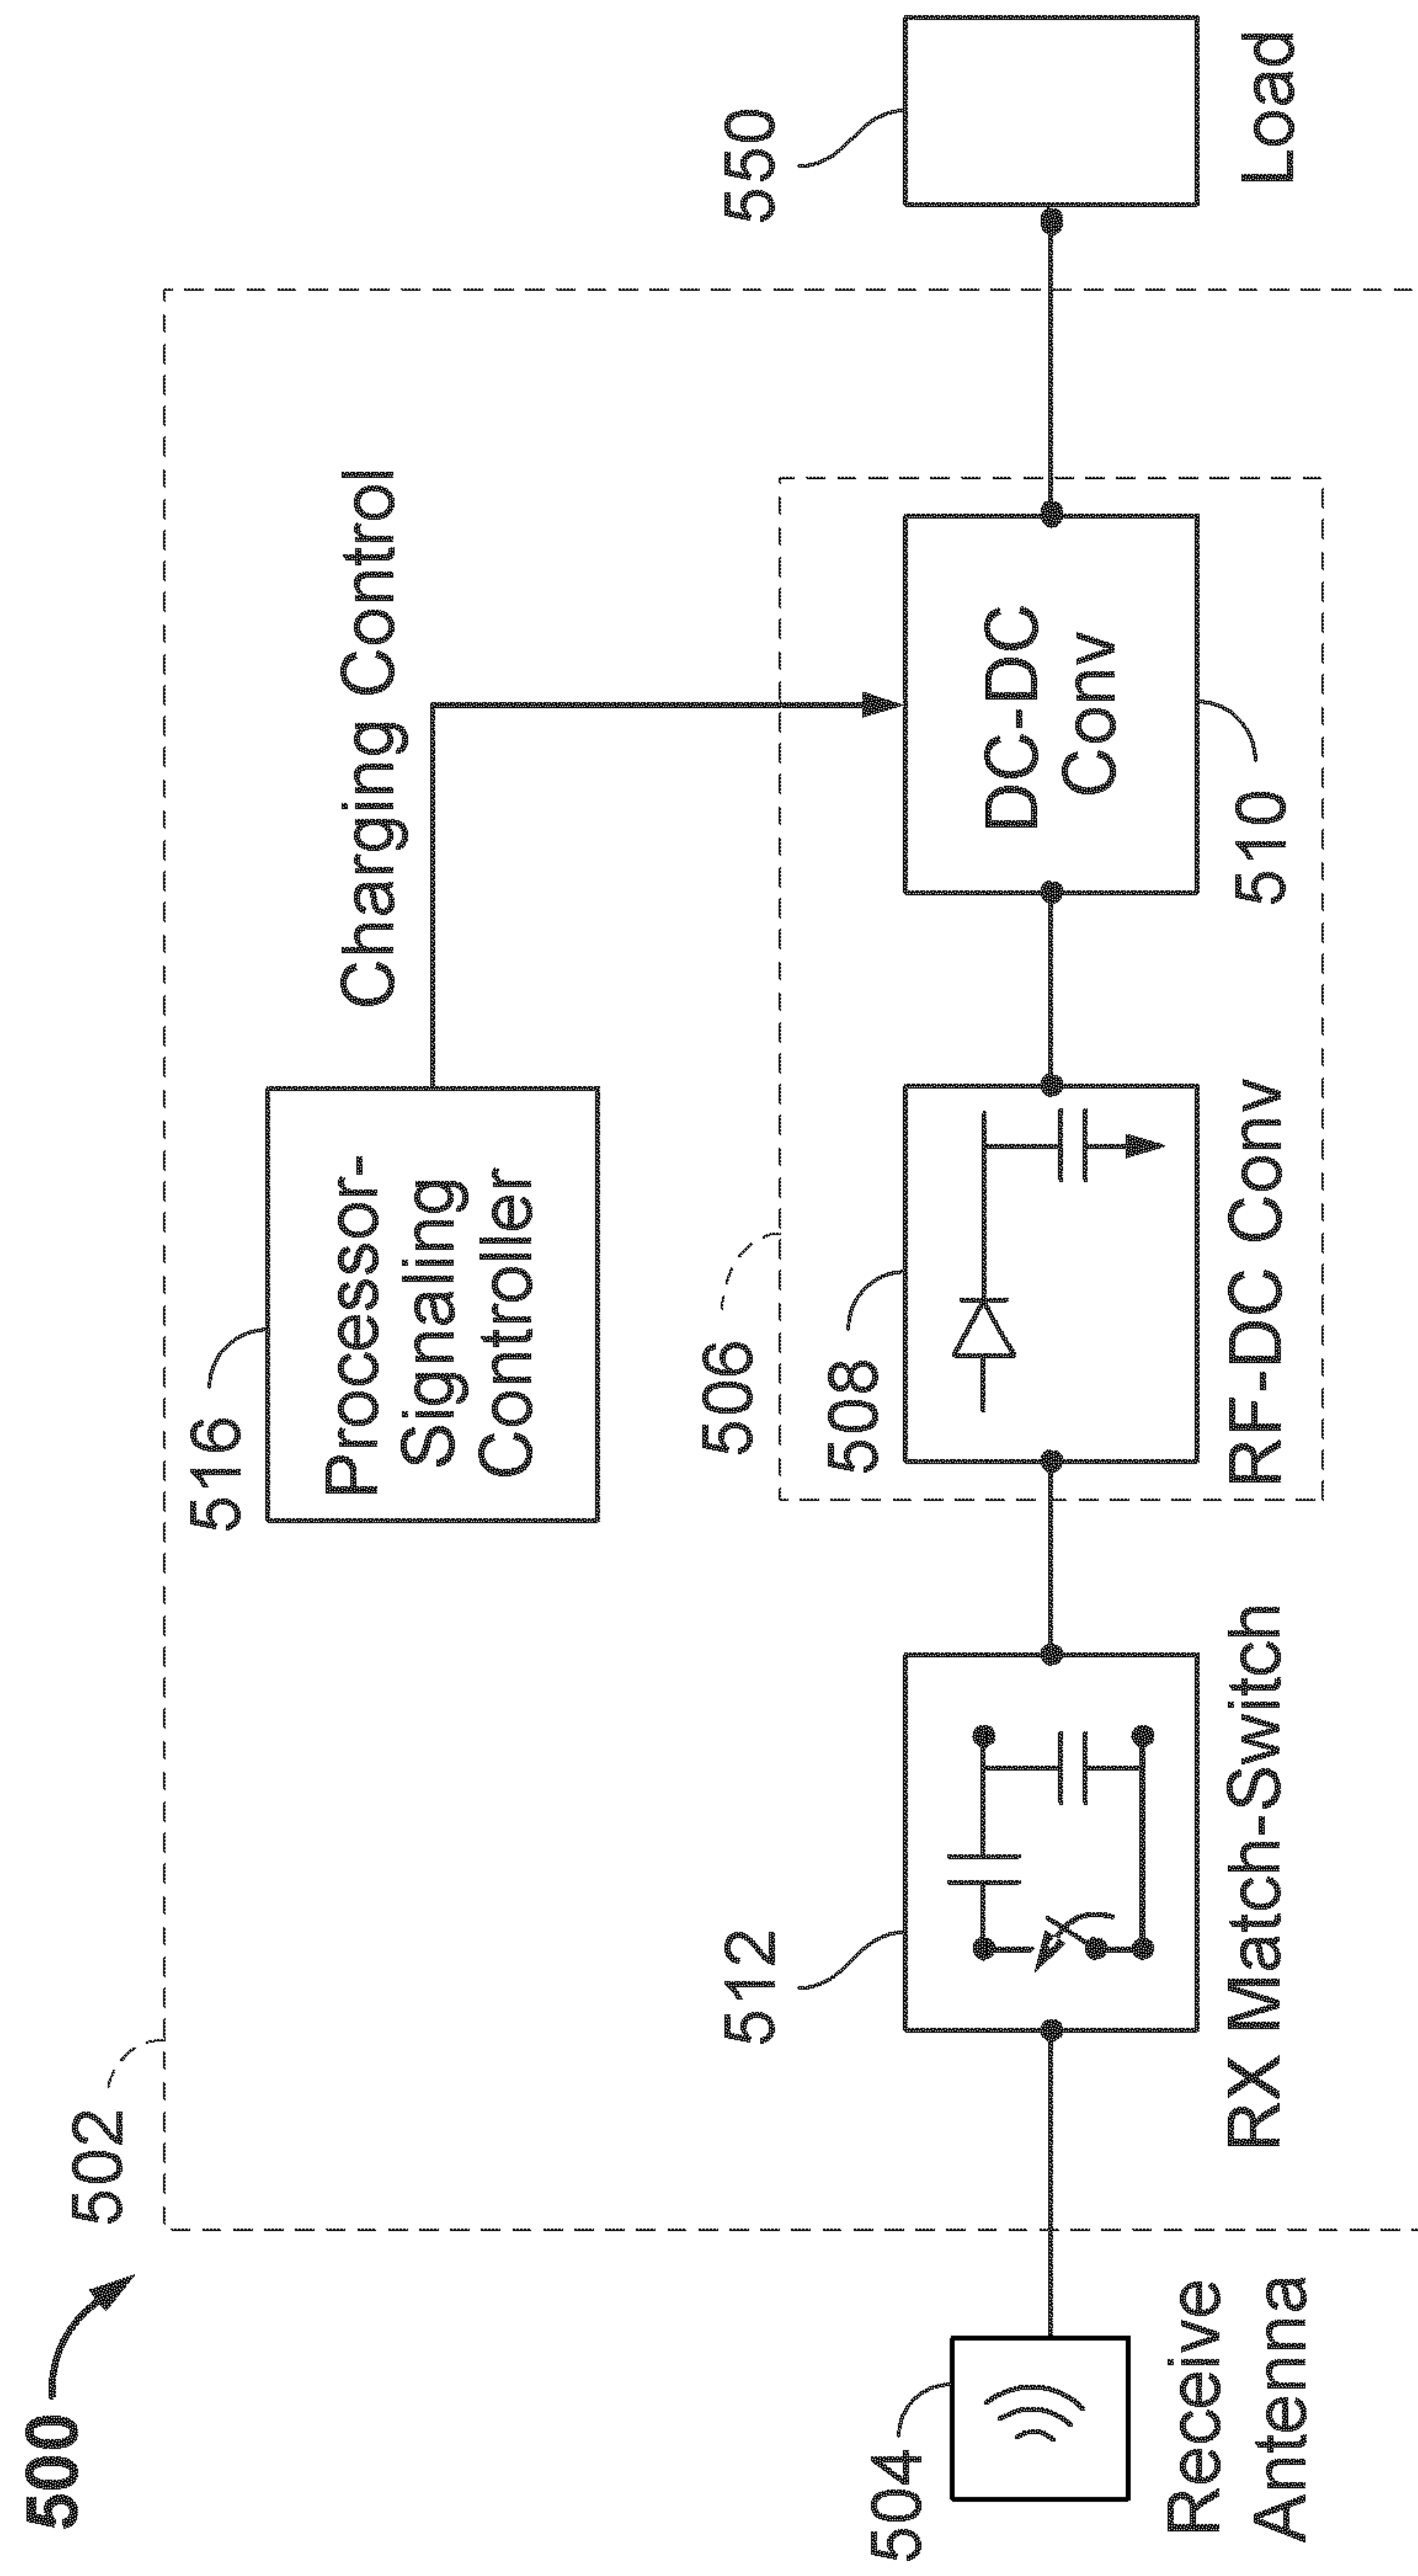 500
502
516
Processor-
Signaling
Controller
Charging Control
504
Receive
Antenna
512
RX Match-Switch
506
508
RF-DC Conv
DC-DC
Conv
510
550
Load